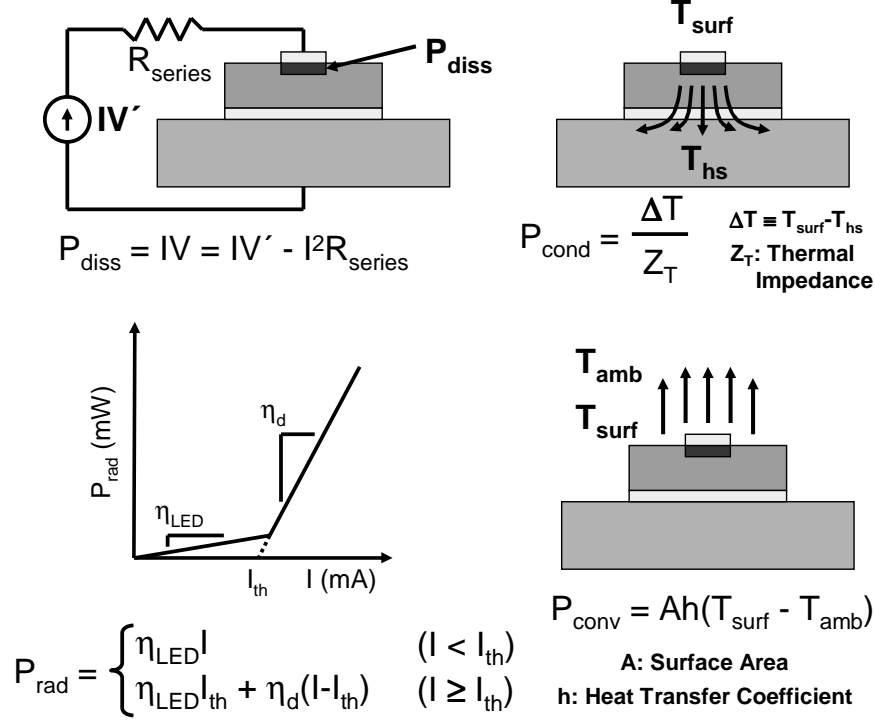 R_series
P_diss
IV´
P_diss = IV = IV´ - I²R_series
T_surf
T_hs
P_cond = ΔT / Z_T
ΔT ≡ T_surf-T_hs
Z_T: Thermal
Impedance
P_rad (mW)
η_d
η_LED
I_th
I (mA)
P_rad = { η_LED I (I < I_th)
η_LED I_th + η_d(I-I_th) (I ≥ I_th)
T_amb
T_surf
P_conv = Ah(T_surf - T_amb)
A: Surface Area
h: Heat Transfer Coefficient